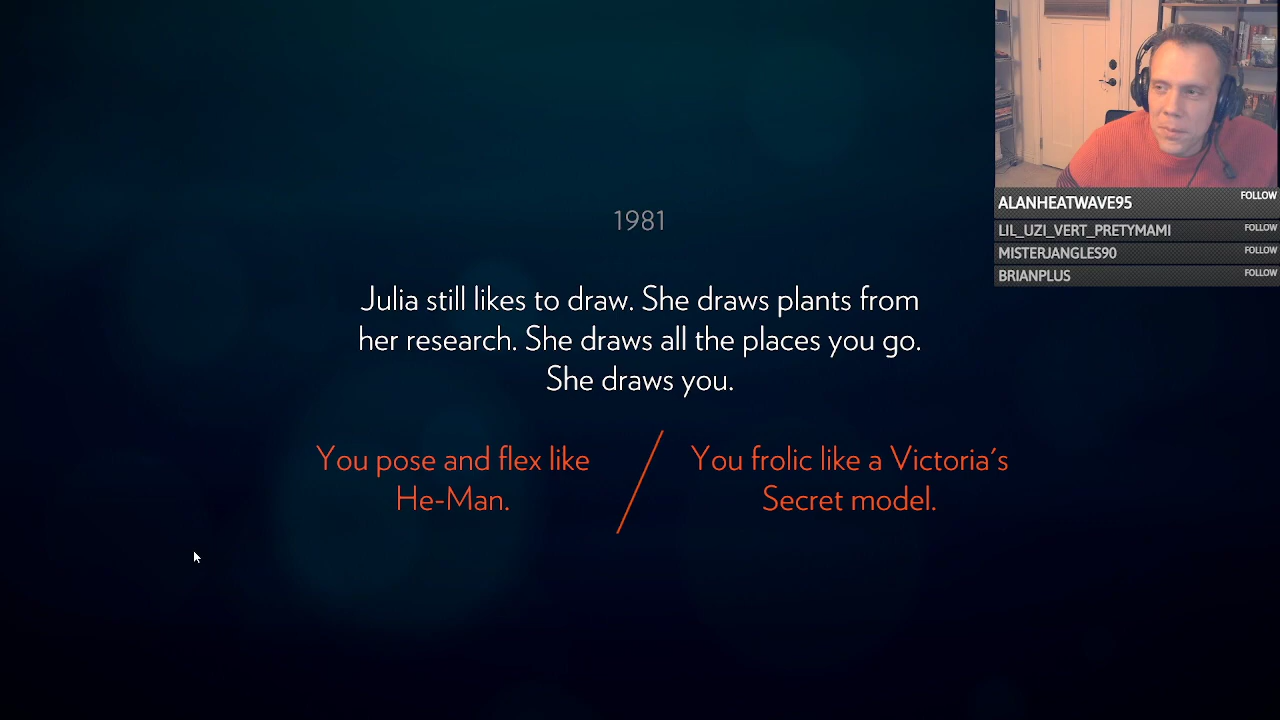 1981
Julia still likes to draw. She draws plants from
her research. She draws all the places you go.
She draws you.
You pose and flex like
He-Man.
You frolic like a Victoria's
Secret model.
ALANHEATWAVE95 FOLLOW
LIL_UZI_VERT_PRETYMAMI FOLLOW
MISTERJANGLES90 FOLLOW
BRIANPLUS FOLLOW